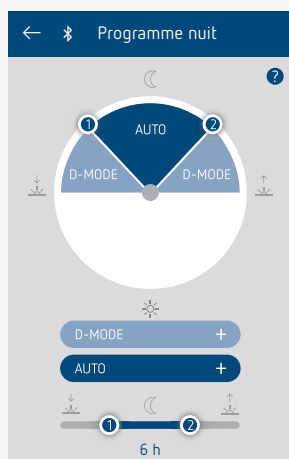 Programme nuit
?
1
AUTO
2
D-MODE
D-MODE
D-MODE +
AUTO +
1
2
6 h